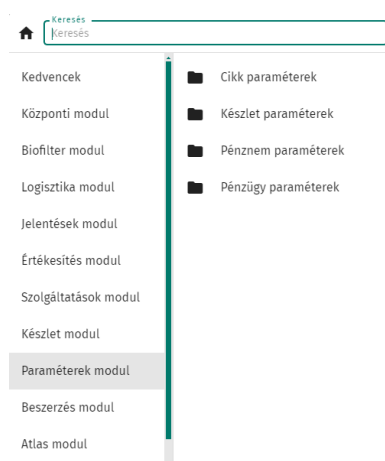 Keresés
Keresés
Kedvencek
Központi modul
Biofilter modul
Logisztika modul
Jelentések modul
Értékesítés modul
Szolgáltatások modul
Készlet modul
Paraméterek modul
Beszerzés modul
Atlas modul
Cikk paraméterek
Készlet paraméterek
Pénznem paraméterek
Pénzügy paraméterek